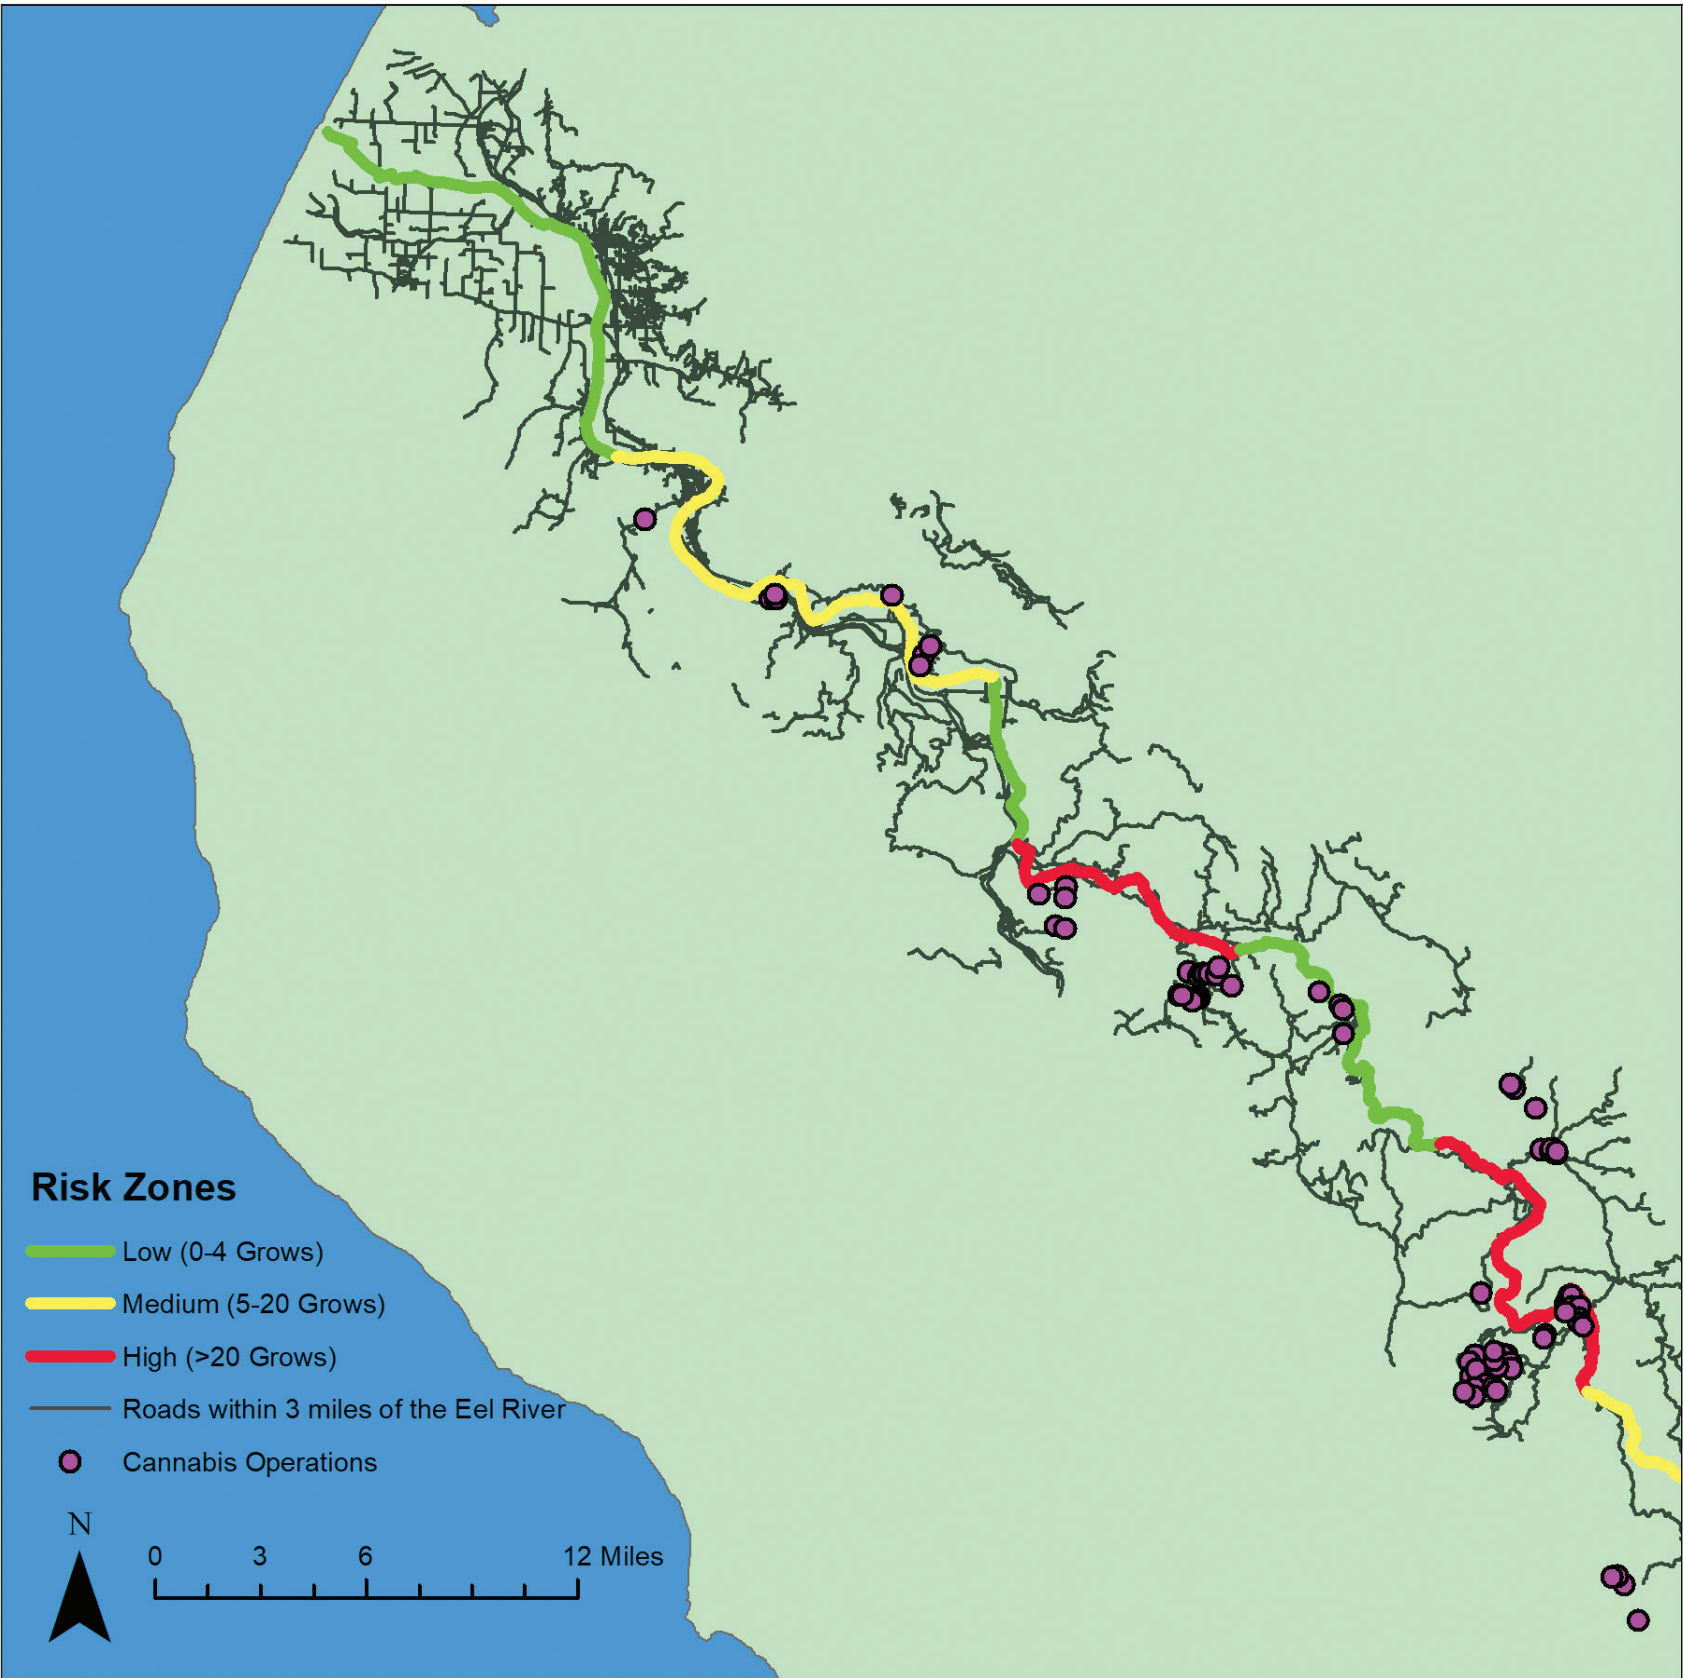 Risk Zones
Low (0-4 Grows)
Medium (5-20 Grows)
High (>20 Grows)
Roads within 3 miles of the Eel River
Cannabis Operations
N
0 3 6 12 Miles